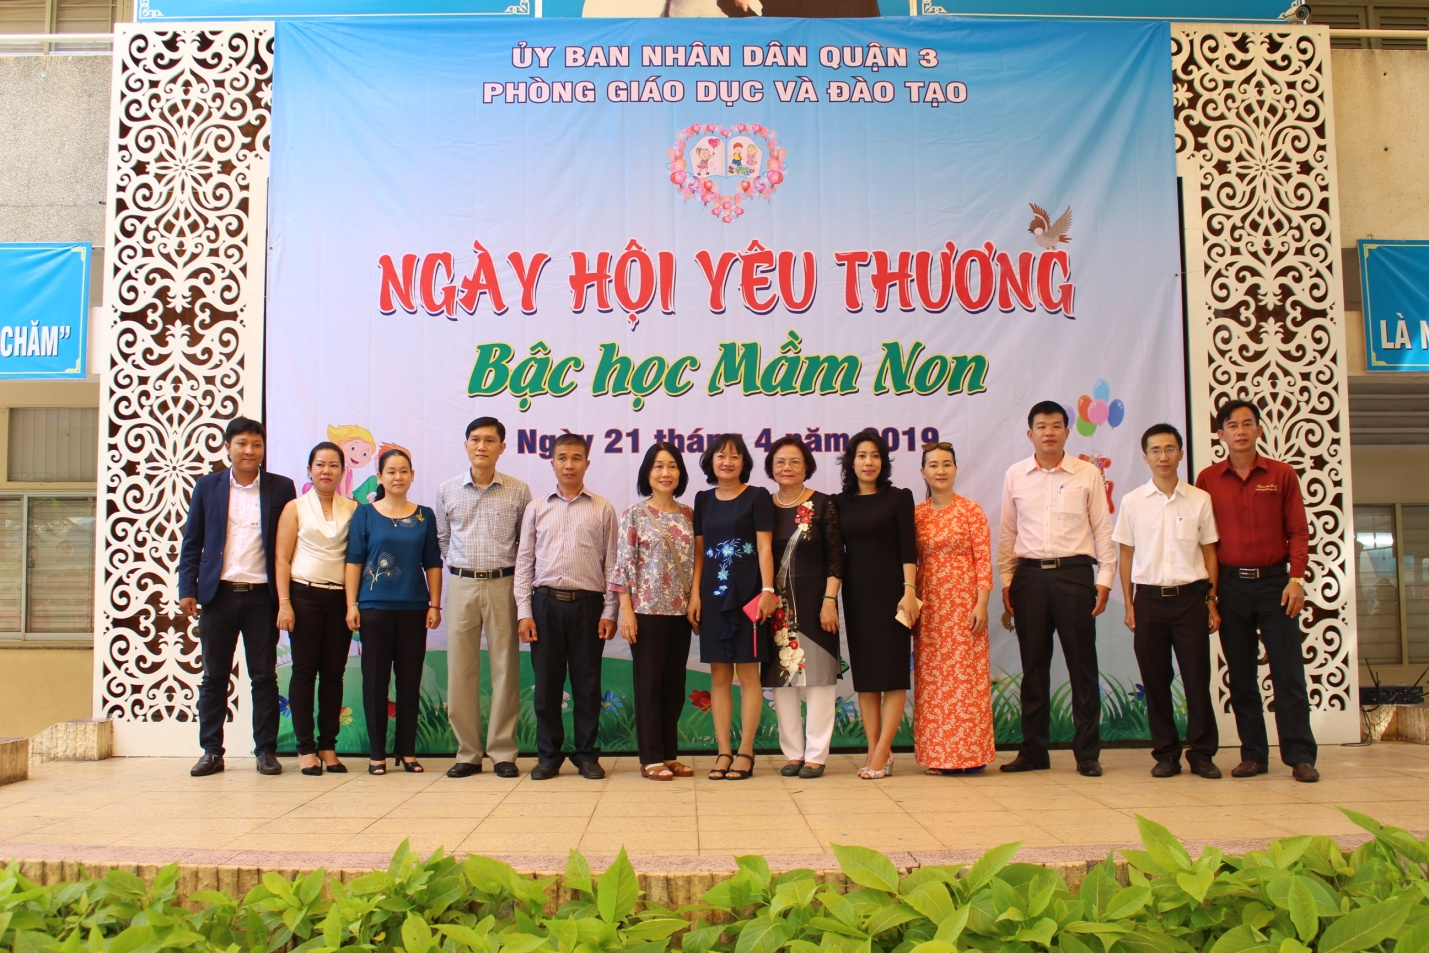 ỦY BAN NHÂN DÂN QUẬN 3
PHÒNG GIÁO DỤC VÀ ĐÀO TẠO
NGÀY HỘI YÊU THƯƠNG
Bậc học Mầm Non
Ngày 21 tháng 4 năm 2019
CHĂM”
LÀ N